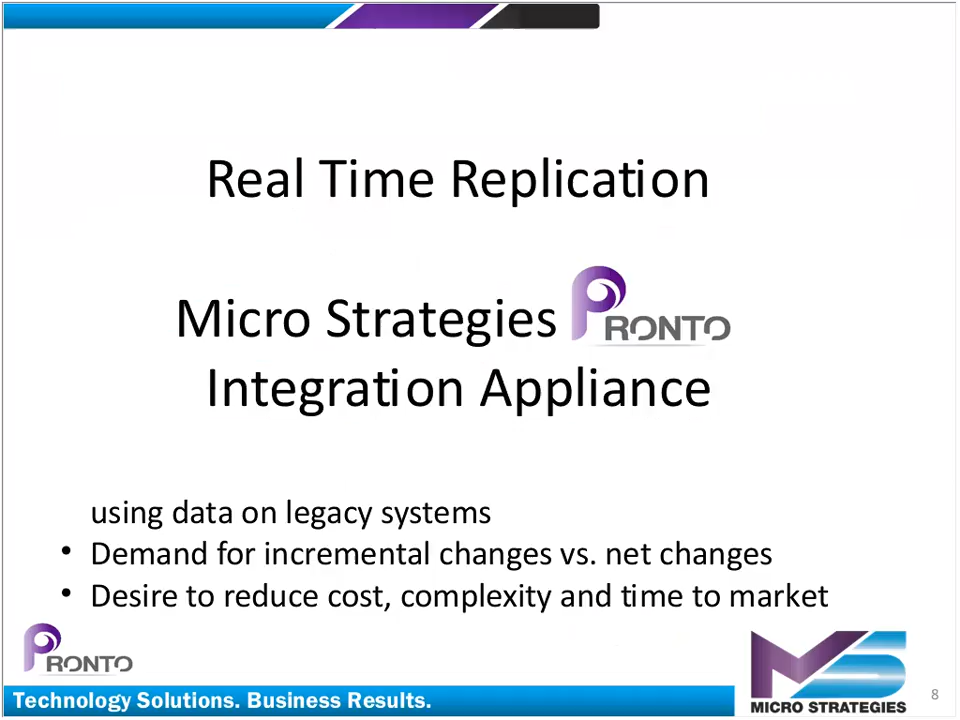 Real Time Replication
Micro Strategies PRONTO
Integration Appliance
using data on legacy systems
• Demand for incremental changes vs. net changes
• Desire to reduce cost, complexity and time to market
PRONTO
Technology Solutions. Business Results.
MS
MICRO STRATEGIES
8